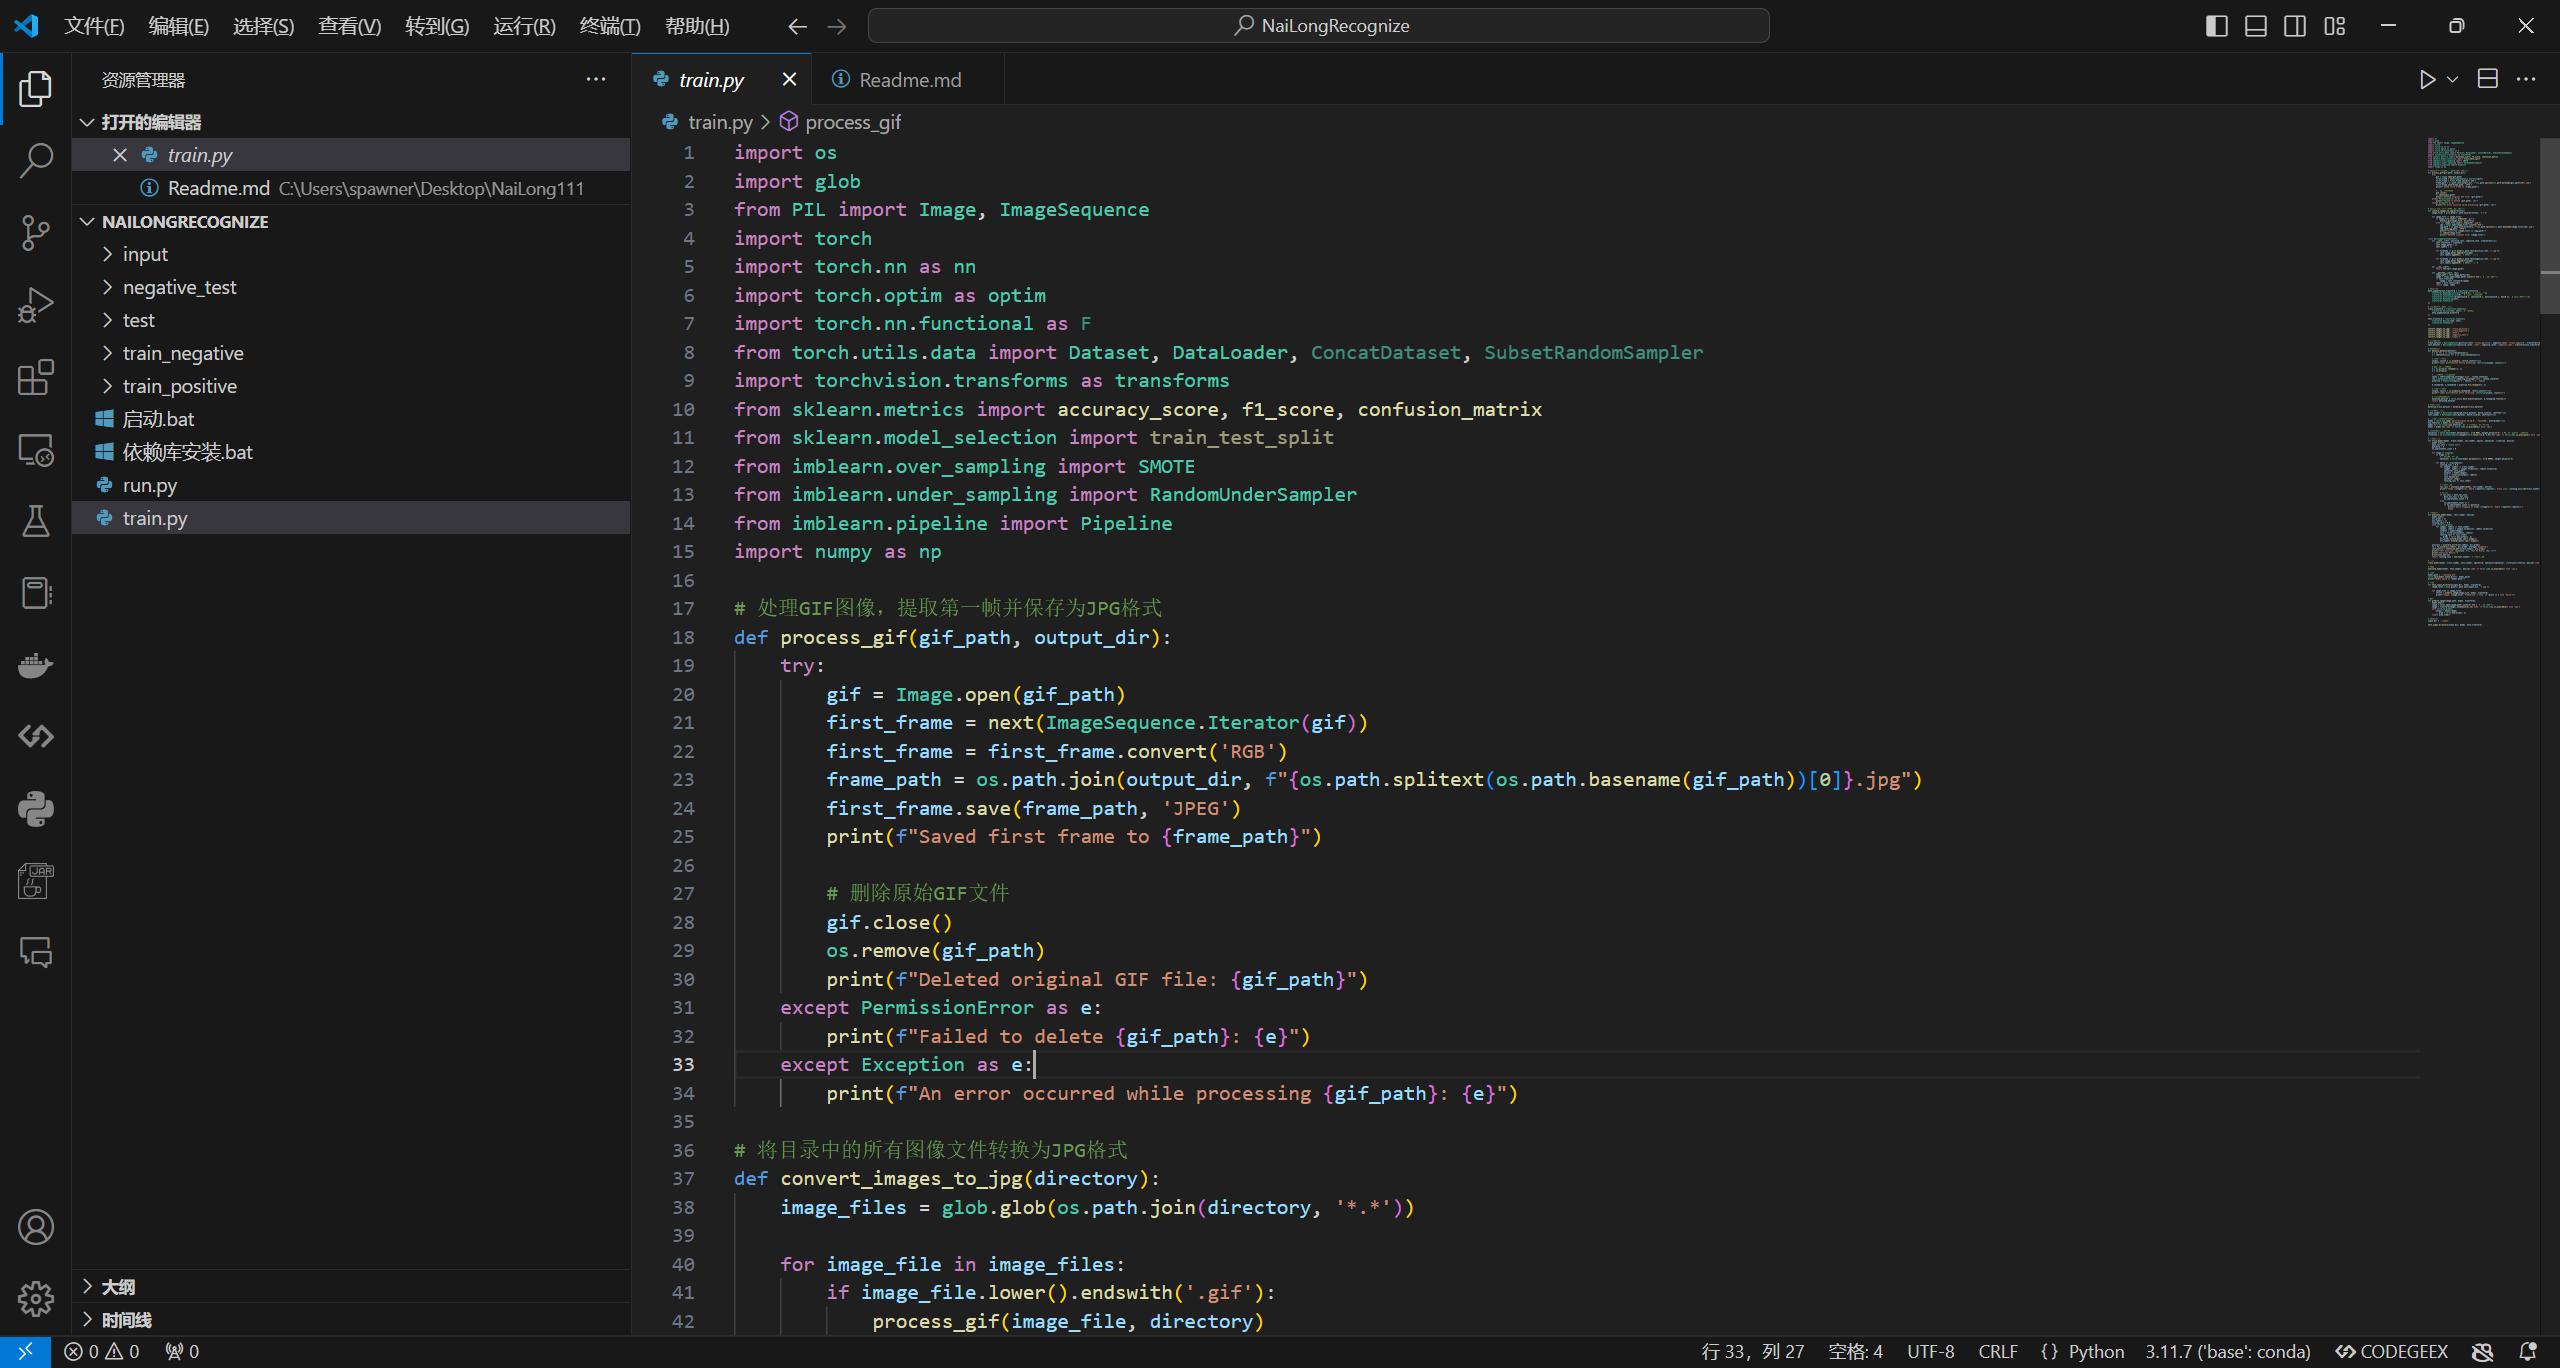 文件(F) 编辑(E) 选择(S) 查看(V) 转到(G) 运行(R) 终端(T) 帮助(H)
NaiLongRecognize
资源管理器
打开的编辑器
train.py
Readme.md C:\Users\spawner\Desktop\NaiLong111
NAILONGRECOGNIZE
input
negative_test
test
train_negative
train_positive
启动.bat
依赖库安装.bat
run.py
train.py
大纲
时间线
train.py Readme.md
train.py > process_gif
1 import os
2 import glob
3 from PIL import Image, ImageSequence
4 import torch
5 import torch.nn as nn
6 import torch.optim as optim
7 import torch.nn.functional as F
8 from torch.utils.data import Dataset, DataLoader, ConcatDataset, SubsetRandomSampler
9 import torchvision.transforms as transforms
10 from sklearn.metrics import accuracy_score, f1_score, confusion_matrix
11 from sklearn.model_selection import train_test_split
12 from imblearn.over_sampling import SMOTE
13 from imblearn.under_sampling import RandomUnderSampler
14 from imblearn.pipeline import Pipeline
15 import numpy as np
16
17 # 处理GIF图像，提取第一帧并保存为JPG格式
18 def process_gif(gif_path, output_dir):
19     try:
20         gif = Image.open(gif_path)
21         first_frame = next(ImageSequence.Iterator(gif))
22         first_frame = first_frame.convert('RGB')
23         frame_path = os.path.join(output_dir, f"{os.path.splitext(os.path.basename(gif_path))[0]}.jpg")
24         first_frame.save(frame_path, 'JPEG')
25         print(f"Saved first frame to {frame_path}")
26
27         # 删除原始GIF文件
28         gif.close()
29         os.remove(gif_path)
30         print(f"Deleted original GIF file: {gif_path}")
31     except PermissionError as e:
32         print(f"Failed to delete {gif_path}: {e}")
33     except Exception as e:
34         print(f"An error occurred while processing {gif_path}: {e}")
35
36 # 将目录中的所有图像文件转换为JPG格式
37 def convert_images_to_jpg(directory):
38     image_files = glob.glob(os.path.join(directory, '*.*'))
39
40     for image_file in image_files:
41         if image_file.lower().endswith('.gif'):
42             process_gif(image_file, directory)
0 0 0 行 33，列 27 空格: 4 UTF-8 CRLF {} Python 3.11.7 ('base': conda) CODEGEEX